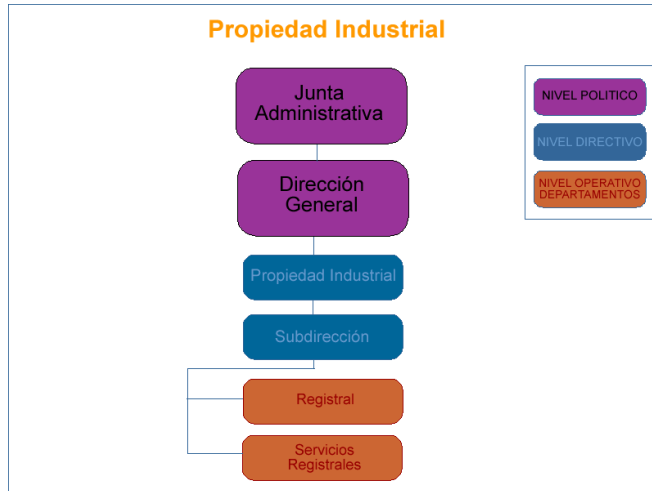 Propiedad Industrial
Junta
Administrativa
Dirección
General
Propiedad Industrial
Subdirección
Registral
Servicios
Registrales
NIVEL POLITICO
NIVEL DIRECTIVO
NIVEL OPERATIVO
DEPARTAMENTOS